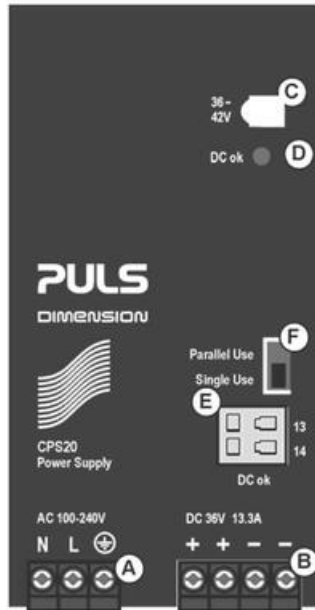 C
36–
42V
DC ok D
PULS
DIMENSION
F
Parallel Use
Single Use
E
13
14
CPS20
Power Supply
DC ok
AC 100-240V
DC 36V 13.3A
N L
+ + – –
A
B